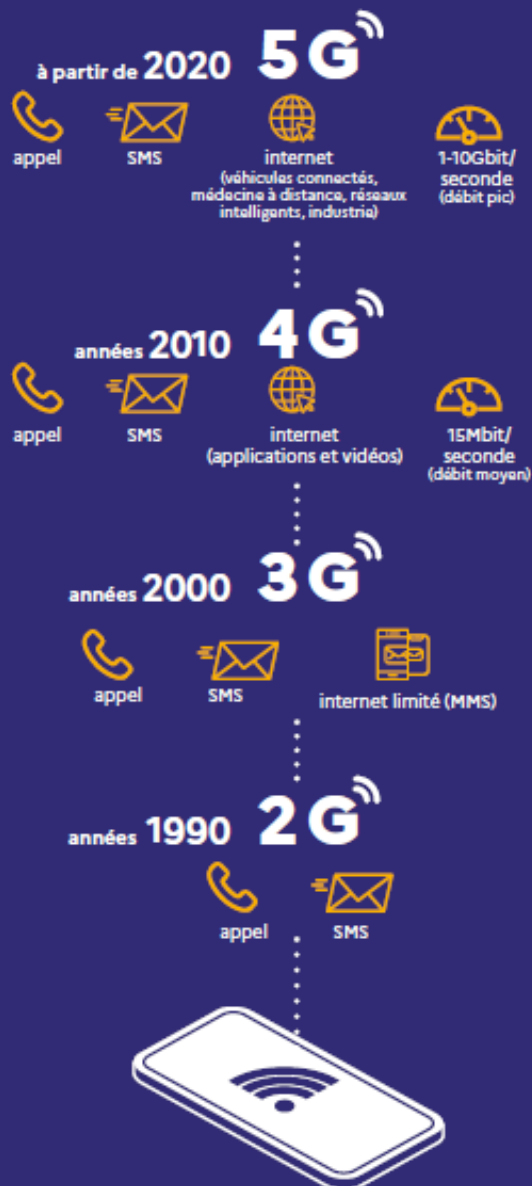 à partir de 2020 5G
appel
SMS
internet
(véhicules connectés,
médecine à distance, réseaux
intelligents, industrie)
1-10Gbit/
seconde
(débit pic)
années 2010 4G
appel
SMS
internet
(applications et vidéos)
15Mbit/
seconde
(débit moyen)
années 2000 3G
appel
SMS
internet limité (MMS)
années 1990 2G
appel
SMS